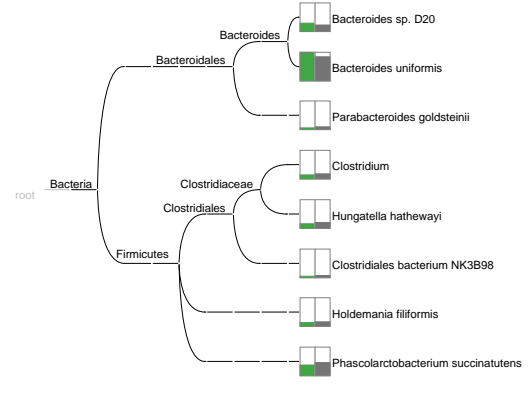 Bacteroides sp. D20
Bacteroides
Bacteroidales
Bacteroides uniformis
Parabacteroides goldsteinii
Clostridium
Clostridiaceae
Bacteria
root
Clostridiales
Hungatella hathewayi
Firmicutes
Clostridiales bacterium NK3B98
Holdemania filiformis
Phascolarctobacterium succinatutens